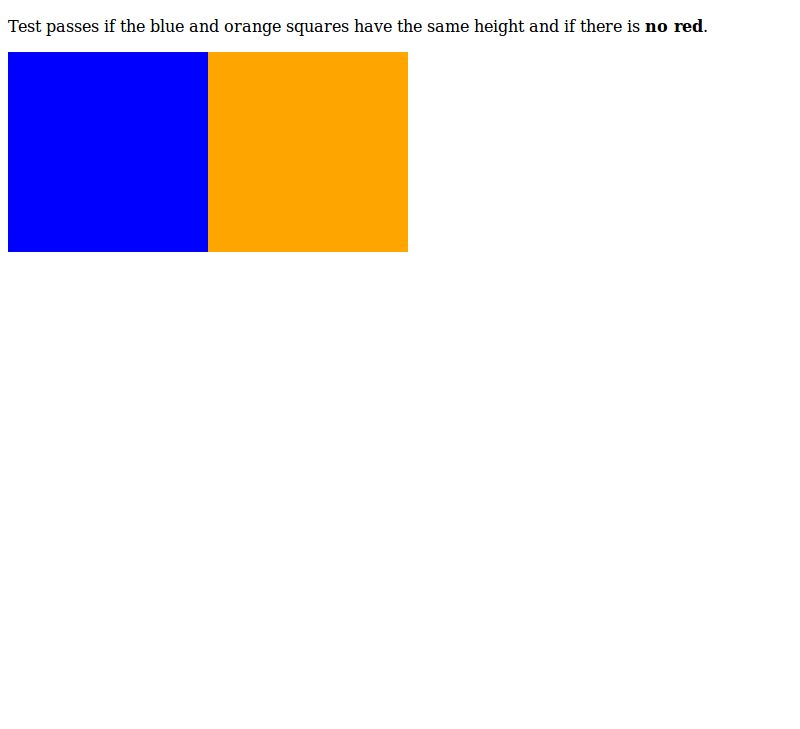 Test passes if the blue and orange squares have the same height and if there is no red.